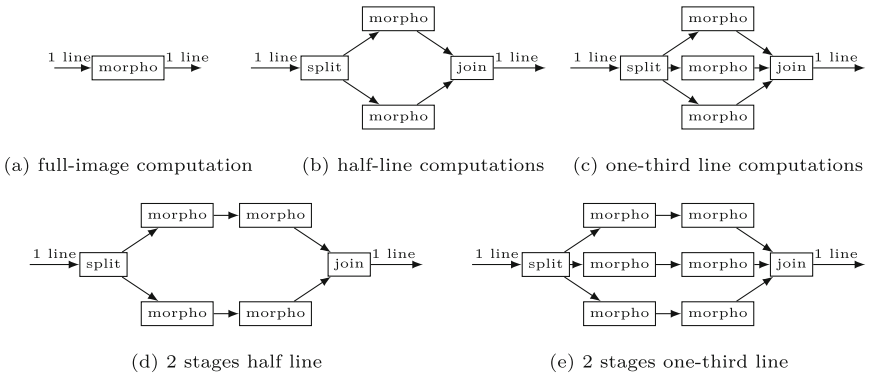 1 line morpho 1 line
morpho
1 line split join 1 line
morpho
morpho
1 line split morpho join 1 line
morpho
(a) full-image computation
(b) half-line computations
(c) one-third line computations
morpho morpho
1 line split join 1 line
morpho morpho
morpho morpho
1 line split morpho morpho join 1 line
morpho morpho
(d) 2 stages half line
(e) 2 stages one-third line